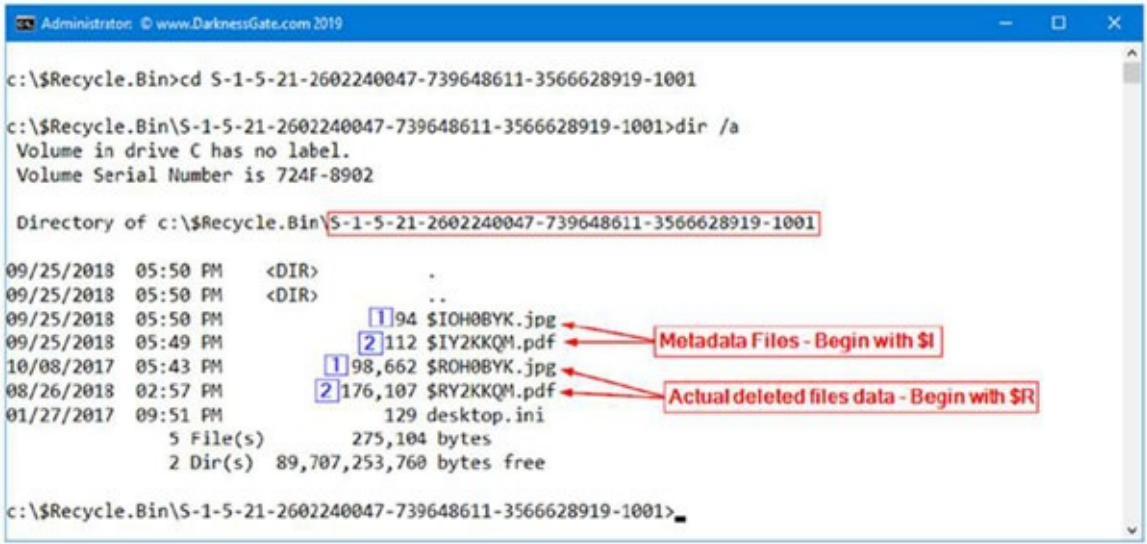 Administrator: © www.DarknessGate.com 2019
c:\$Recycle.Bin>cd S-1-5-21-2602240047-739648611-3566628919-1001
c:\$Recycle.Bin\S-1-5-21-2602240047-739648611-3566628919-1001>dir /a
Volume in drive C has no label.
Volume Serial Number is 724F-8902
Directory of c:\$Recycle.Bin\S-1-5-21-2602240047-739648611-3566628919-1001
09/25/2018 05:50 PM <DIR> .
09/25/2018 05:50 PM <DIR> ..
09/25/2018 05:50 PM 1 94 $IOH0BYK.jpg
09/25/2018 05:49 PM 2 112 $IY2KKQM.pdf Metadata Files - Begin with $I
10/08/2017 05:43 PM 1 98,662 $ROH0BYK.jpg
08/26/2018 02:57 PM 2 176,107 $RY2KKQM.pdf Actual deleted files data - Begin with $R
01/27/2017 09:51 PM 129 desktop.ini
5 File(s) 275,104 bytes
2 Dir(s) 89,707,253,760 bytes free
c:\$Recycle.Bin\S-1-5-21-2602240047-739648611-3566628919-1001>